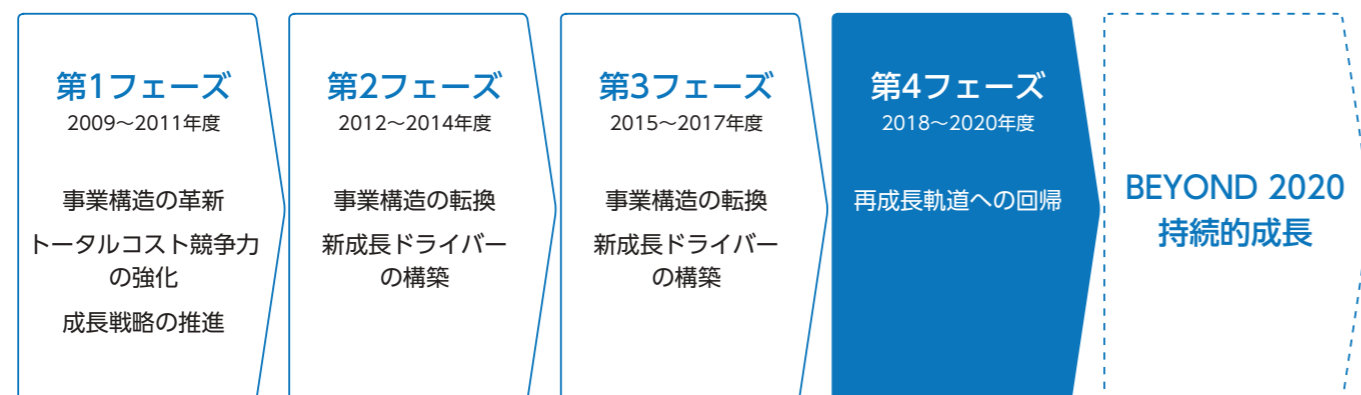 第1フェーズ
2009～2011年度
事業構造の革新
トータルコスト競争力
の強化
成長戦略の推進
第2フェーズ
2012～2014年度
事業構造の転換
新成長ドライバー
の構築
第3フェーズ
2015～2017年度
事業構造の転換
新成長ドライバー
の構築
第4フェーズ
2018～2020年度
再成長軌道への回帰
BEYOND 2020
持続的成長